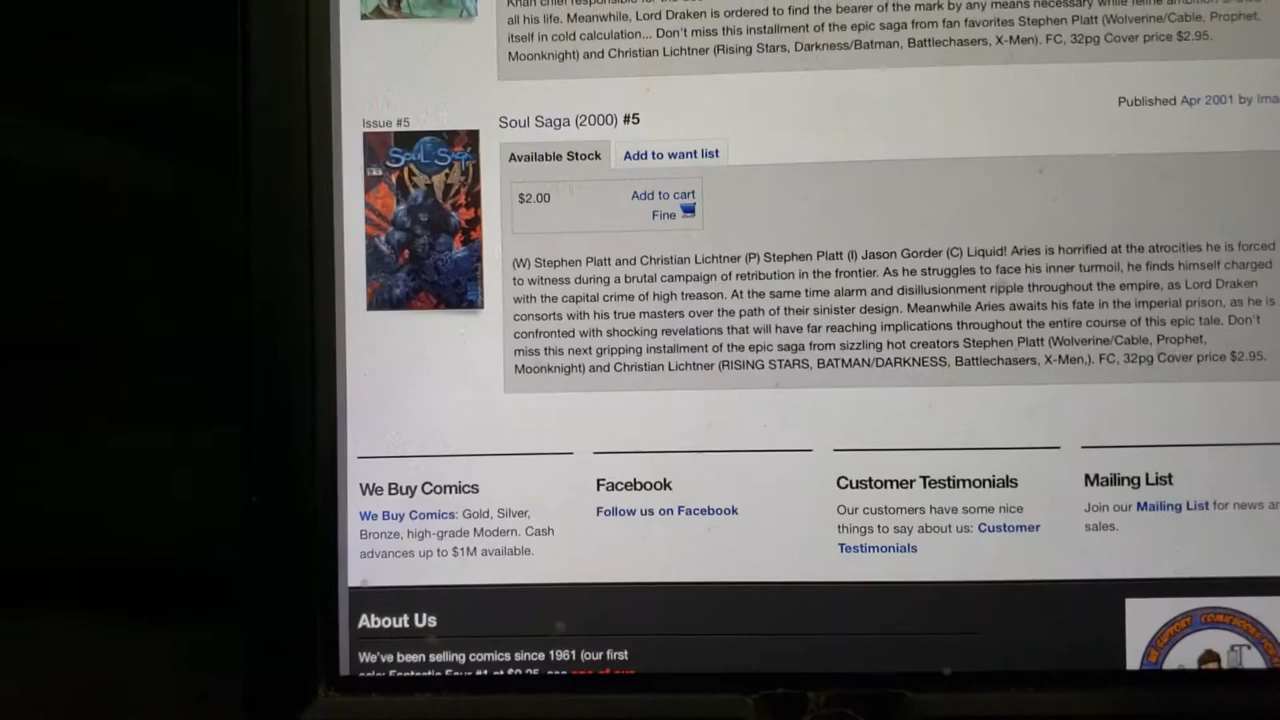 all his life. Meanwhile, Lord Draken is ordered to find the bearer of the mark by any means necessary while
itself in cold calculation... Don't miss this installment of the epic saga from fan favorites Stephen Platt (Wolverine/Cable, Prophet,
Moonknight) and Christian Lichtner (Rising Stars, Darkness/Batman, Battlechasers, X-Men). FC, 32pg Cover price $2.95.
Published Apr 2001 by Ima
Issue #5
Soul Saga (2000) #5
Soul Saga
Available Stock
Add to want list
$2.00
Add to cart
Fine
(W) Stephen Platt and Christian Lichtner (P) Stephen Platt (I) Jason Gorder (C) Liquid! Aries is horrified at the atrocities he is forced
to witness during a brutal campaign of retribution in the frontier. As he struggles to face his inner turmoil, he finds himself charged
with the capital crime of high treason. At the same time alarm and disillusionment ripple throughout the empire, as Lord Draken
consorts with his true masters over the path of their sinister design. Meanwhile Aries awaits his fate in the imperial prison, as he is
confronted with shocking revelations that will have far reaching implications throughout the entire course of this epic tale. Don't
miss this next gripping installment of the epic saga from sizzling hot creators Stephen Platt (Wolverine/Cable, Prophet,
Moonknight) and Christian Lichtner (RISING STARS, BATMAN/DARKNESS, Battlechasers, X-Men,). FC, 32pg Cover price $2.95.
We Buy Comics
We Buy Comics: Gold, Silver,
Bronze, high-grade Modern. Cash
advances up to $1M available.
Facebook
Follow us on Facebook
Customer Testimonials
Our customers have some nice
things to say about us: Customer
Testimonials
Mailing List
Join our Mailing List for news an
sales.
About Us
We've been selling comics since 1961 (our first